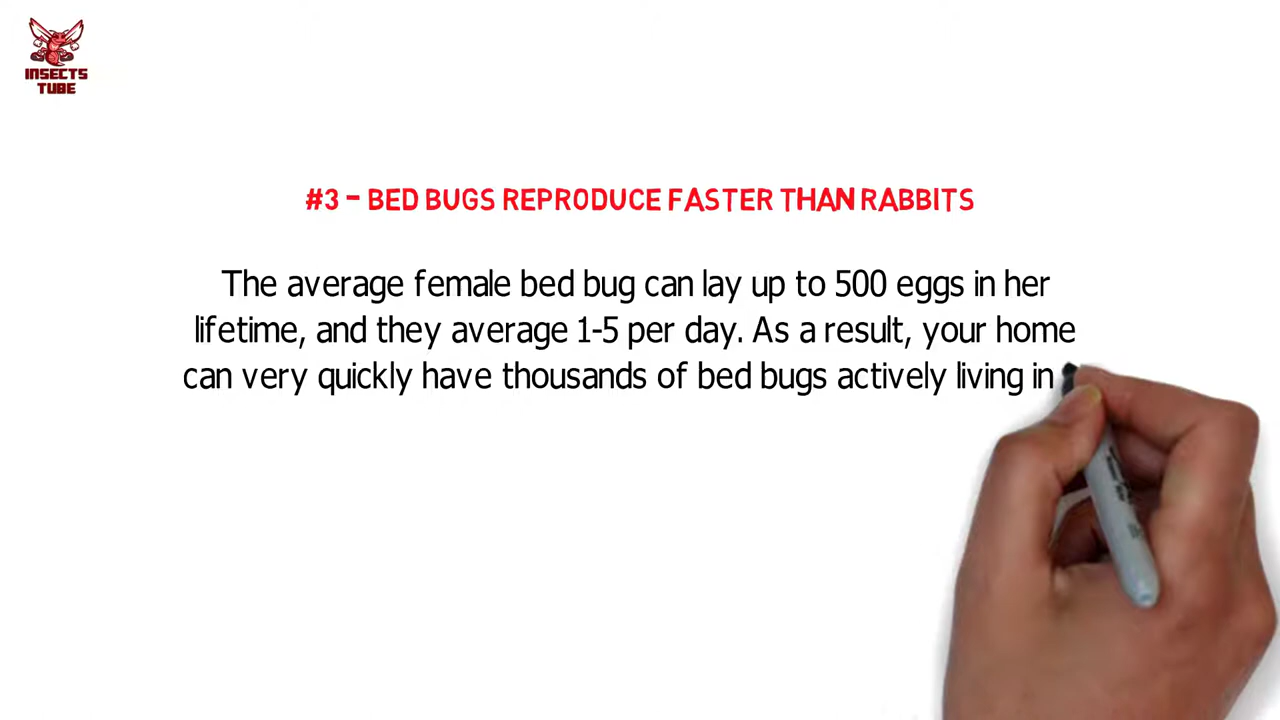 INSECTS
TUBE
#3 – BED BUGS REPRODUCE FASTER THAN RABBITS
The average female bed bug can lay up to 500 eggs in her
lifetime, and they average 1-5 per day. As a result, your home
can very quickly have thousands of bed bugs actively living in